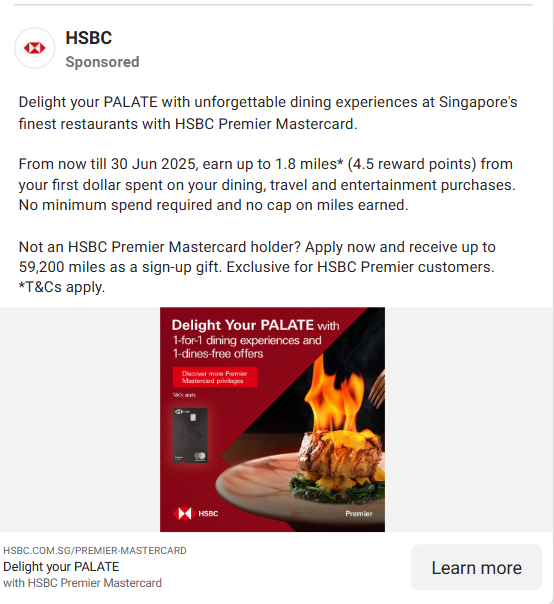 HSBC
Sponsored
Delight your PALATE with unforgettable dining experiences at Singapore's
finest restaurants with HSBC Premier Mastercard.
From now till 30 Jun 2025, earn up to 1.8 miles* (4.5 reward points) from
your first dollar spent on your dining, travel and entertainment purchases.
No minimum spend required and no cap on miles earned.
Not an HSBC Premier Mastercard holder? Apply now and receive up to
59,200 miles as a sign-up gift. Exclusive for HSBC Premier customers.
*T&Cs apply.
Delight Your PALATE with
1-for-1 dining experiences and
1-dines-free offers
Discover more Premier
Mastercard privileges
T&Cs apply.
HSBC
Premier
HSBC.COM.SG/PREMIER-MASTERCARD
Delight your PALATE
with HSBC Premier Mastercard
Learn more